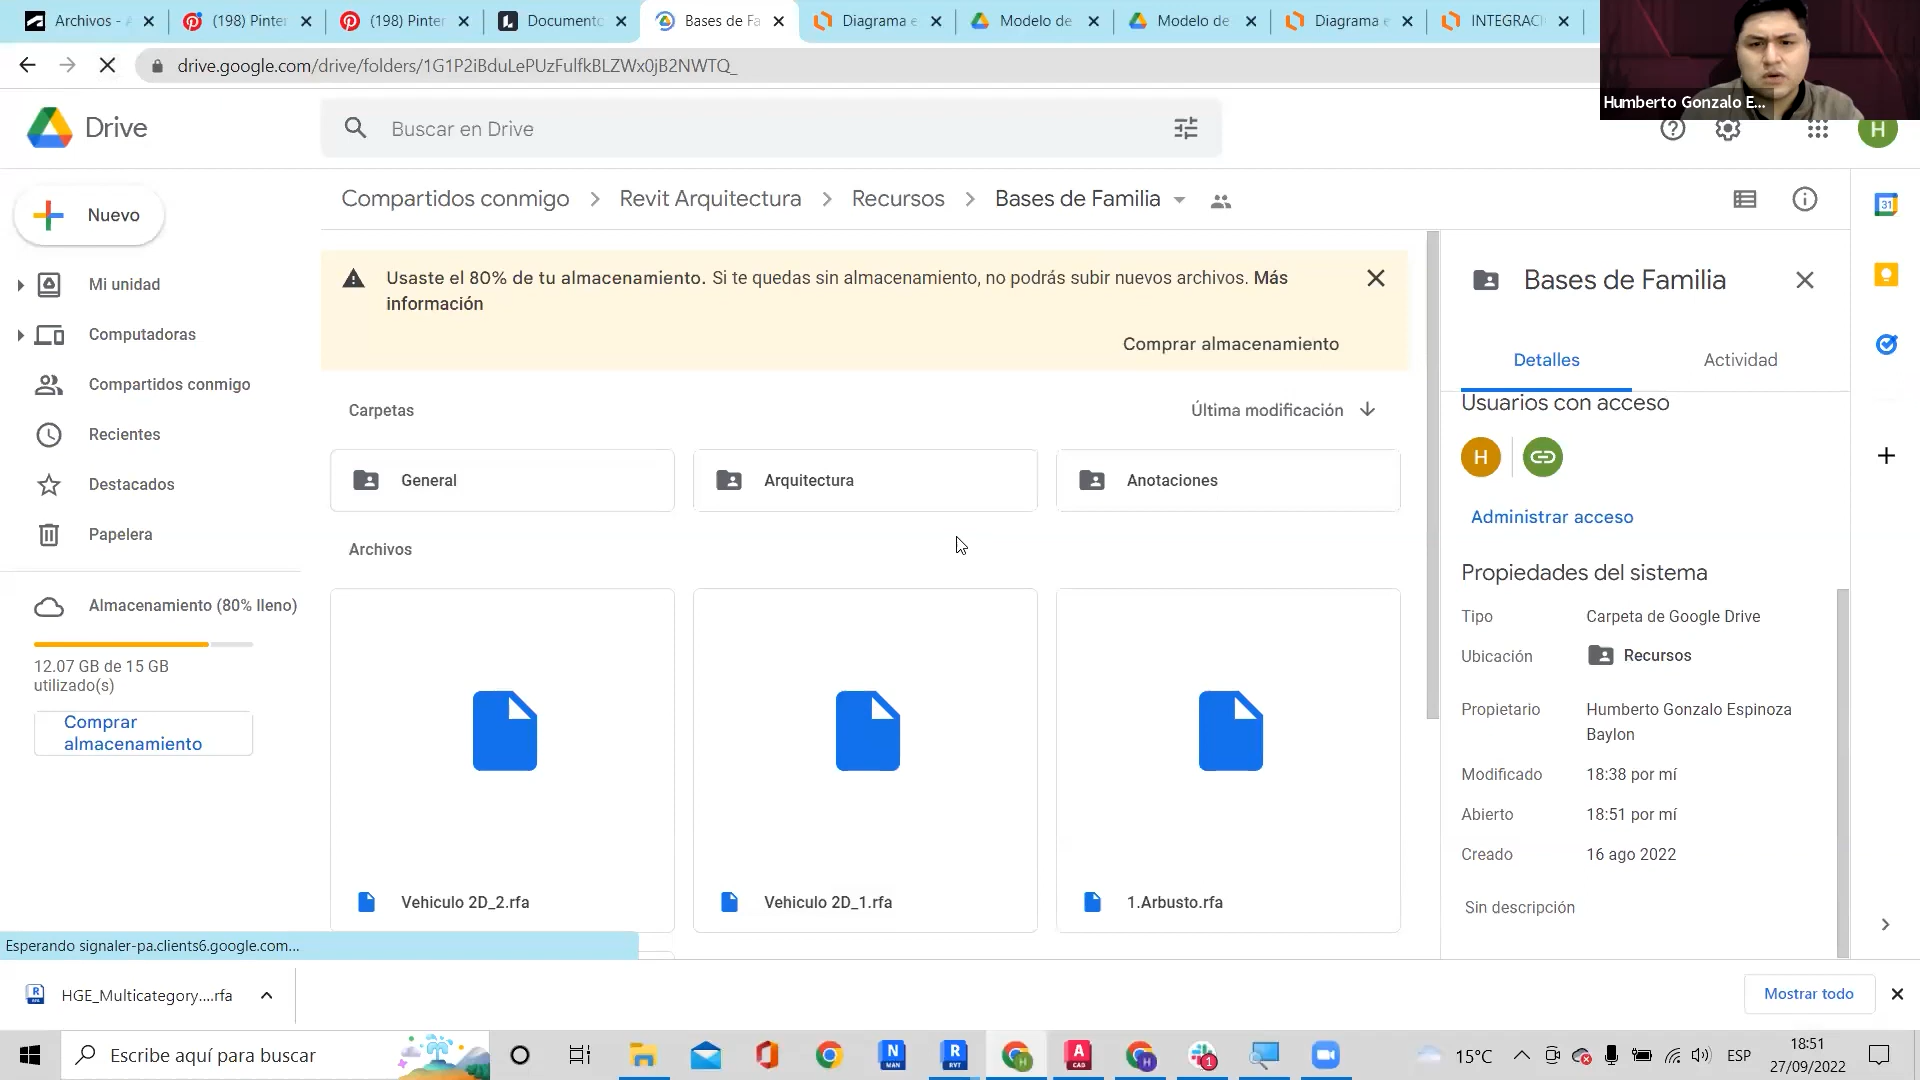 Archivos -
(198) Pinter
(198) Pinter
Documento
Bases de Fa
Diagrama e
Modelo de
Modelo de
Diagrama e
INTEGRACI
drive.google.com/drive/folders/1G1P2iBduLePUzFulfkBLZWx0jB2NWTQ_
Humberto Gonzalo E...
Drive
Buscar en Drive
H
Nuevo
Compartidos conmigo > Revit Arquitectura > Recursos > Bases de Familia
31
Mi unidad
Computadoras
Compartidos conmigo
Recientes
Destacados
Papelera
Almacenamiento (80% lleno)
12.07 GB de 15 GB
utilizado(s)
Comprar
almacenamiento
Usaste el 80% de tu almacenamiento. Si te quedas sin almacenamiento, no podrás subir nuevos archivos. Más
información
Comprar almacenamiento
Carpetas
Última modificación
General
Arquitectura
Anotaciones
Archivos
Vehiculo 2D_2.rfa
Vehiculo 2D_1.rfa
1.Arbusto.rfa
Bases de Familia
Detalles
Actividad
Usuarios con acceso
H
Administrar acceso
Propiedades del sistema
Tipo Carpeta de Google Drive
Ubicación Recursos
Propietario Humberto Gonzalo Espinoza
Baylon
Modificado 18:38 por mí
Abierto 18:51 por mí
Creado 16 ago 2022
Sin descripción
Esperando signaler-pa.clients6.google.com...
HGE_Multicategory....rfa
Mostrar todo
Escribe aquí para buscar
N
MAN
R
RVT
H
A
CAD
H
1
15°C
ESP
18:51
27/09/2022